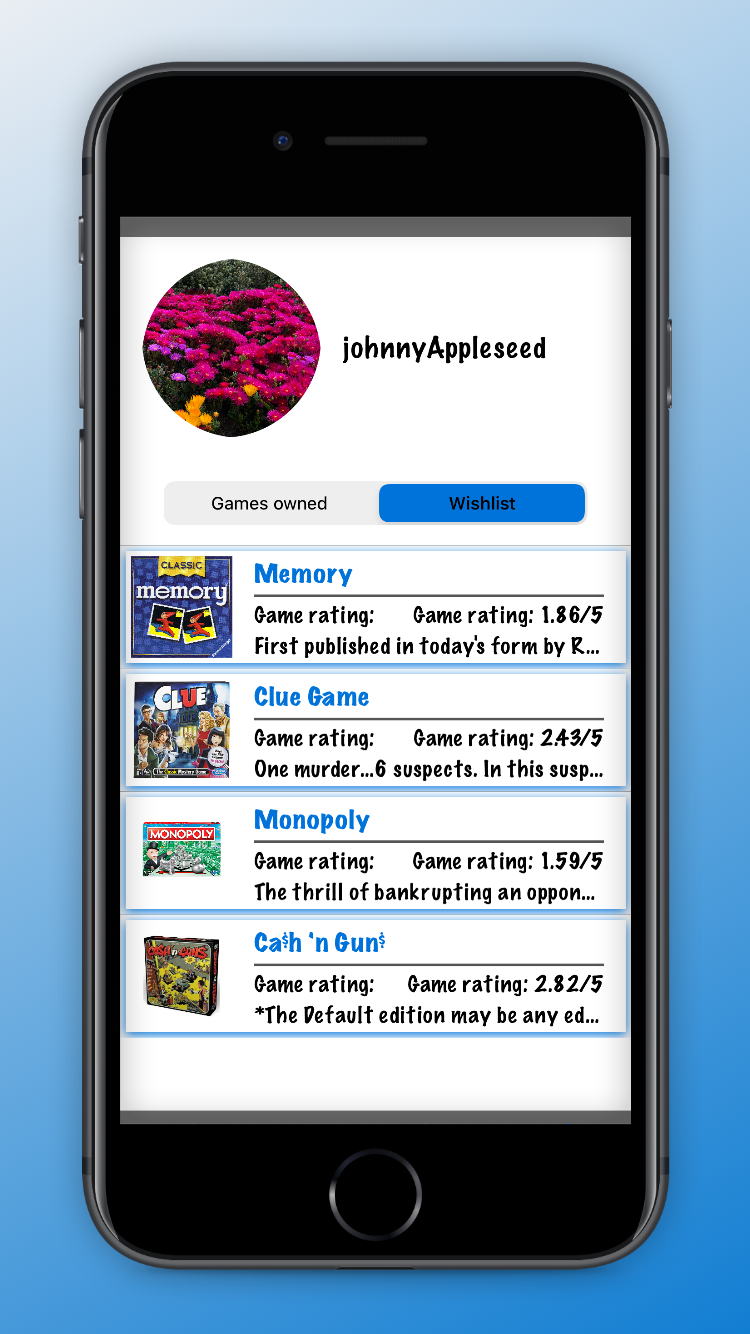 johnnyAppleseed
Games owned
Wishlist
CLASSIC
memory
Memory
Game rating: Game rating: 1.86/5
First published in today's form by R...
CLUE
Clue Game
Game rating: Game rating: 2.43/5
One murder...6 suspects. In this susp...
MONOPOLY
Monopoly
Game rating: Game rating: 1.59/5
The thrill of bankrupting an oppon...
CA$H 'n GUN$
Ca$h 'n Gun$
Game rating: Game rating: 2.82/5
*The Default edition may be any ed...